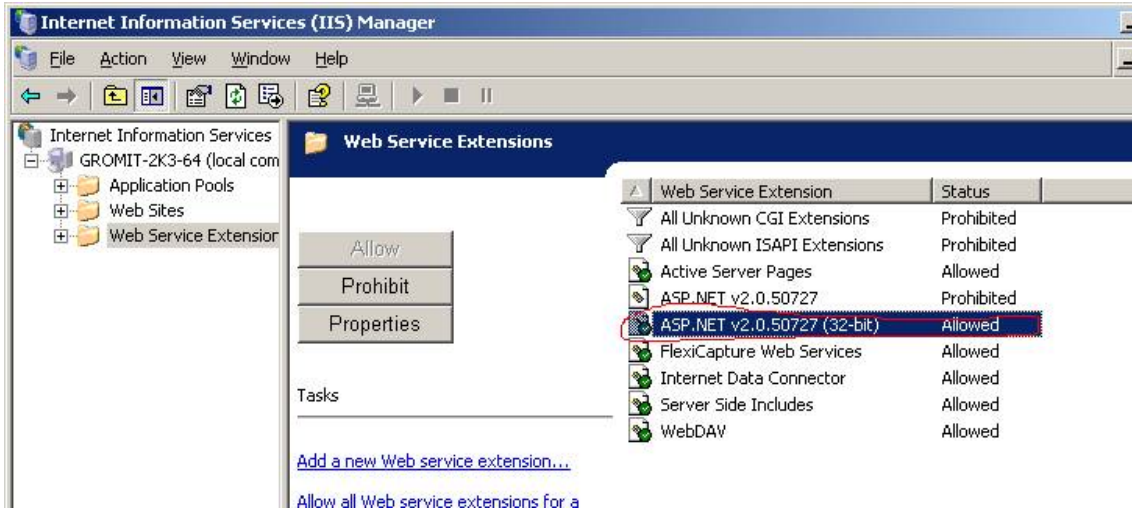 Internet Information Services (IIS) Manager
File Action View Window Help
Internet Information Services
GROMIT-2K3-64 (local com
Application Pools
Web Sites
Web Service Extension
Web Service Extensions
Allow
Prohibit
Properties
Tasks
Add a new Web service extension...
Allow all Web service extensions for a
Web Service Extension Status
All Unknown CGI Extensions Prohibited
All Unknown ISAPI Extensions Prohibited
Active Server Pages Allowed
ASP.NET v2.0.50727 Prohibited
ASP.NET v2.0.50727 (32-bit) Allowed
FlexiCapture Web Services Allowed
Internet Data Connector Allowed
Server Side Includes Allowed
WebDAV Allowed